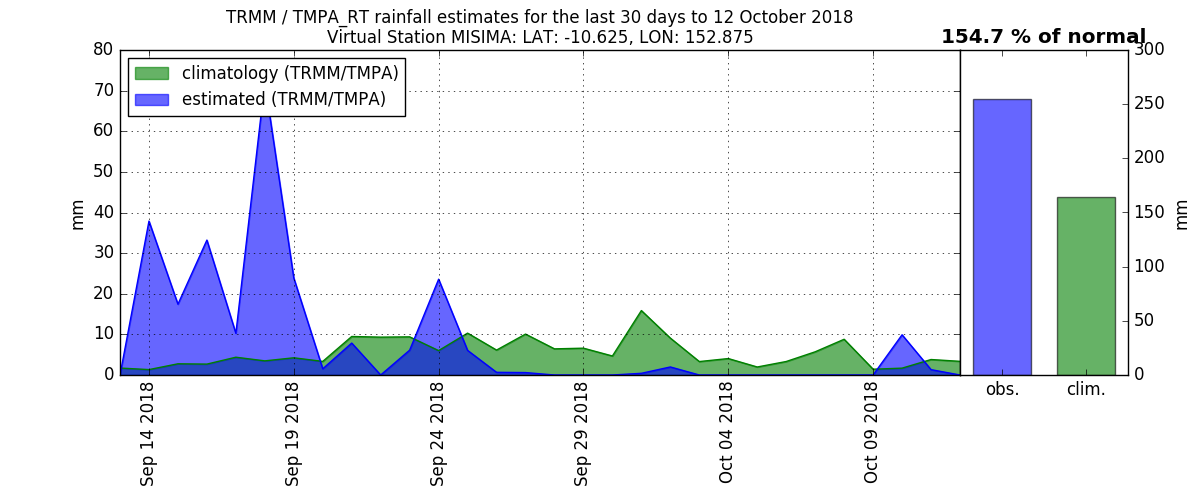 TRMM / TMPA_RT rainfall estimates for the last 30 days to 12 October 2018
Virtual Station MISIMA: LAT: -10.625, LON: 152.875
154.7 % of normal
climatology (TRMM/TMPA)
estimated (TRMM/TMPA)
80
70
60
50
40
30
20
10
0
mm
Sep 14 2018
Sep 19 2018
Sep 24 2018
Sep 29 2018
Oct 04 2018
Oct 09 2018
300
250
200
150
100
50
0
mm
obs.
clim.